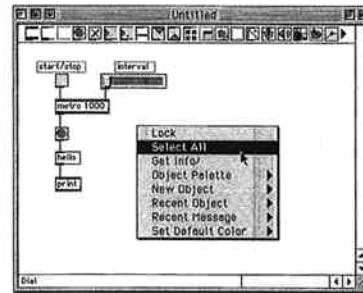 Untitled
start/stop interval
metro 1000
hello
print
Lock
Select All
Get Info/
Object Palette
New Object
Recent Object
Recent Message
Set Default Color
Dial